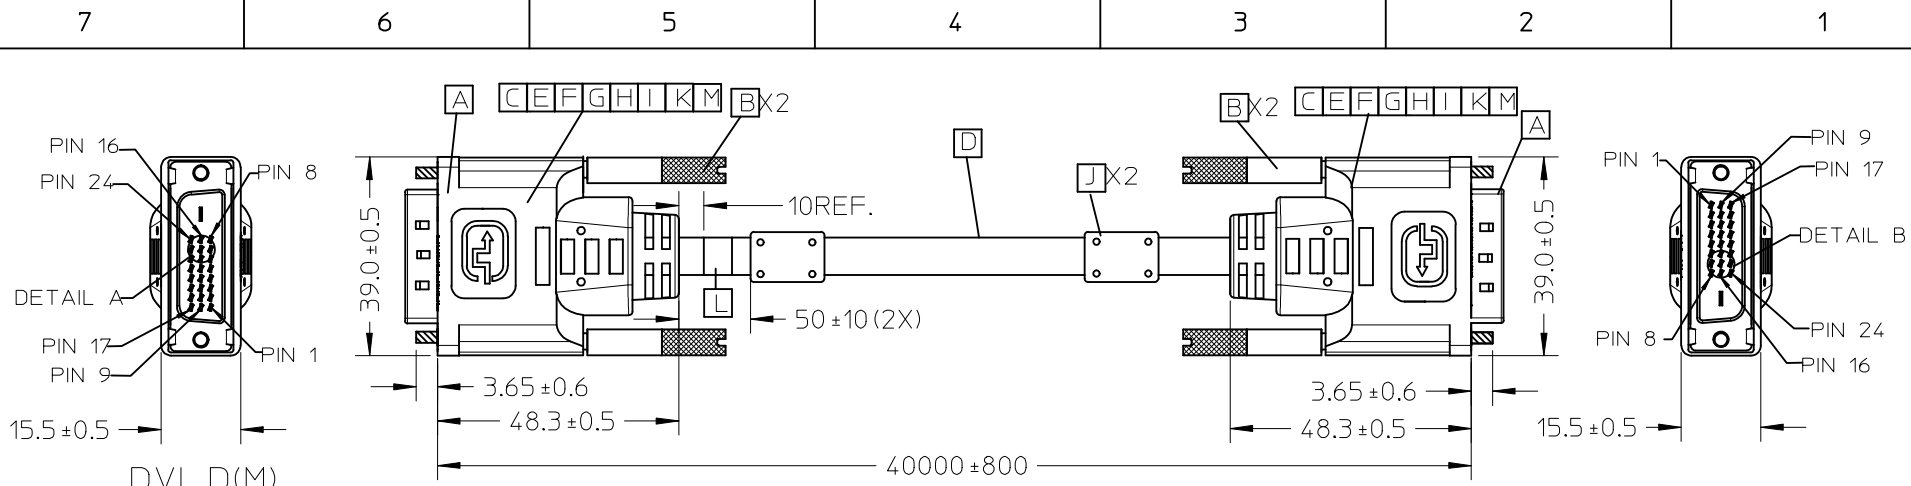 7 6 5 4 3 2 1
A C E F G H I K M B X2
B X2 C E F G H I K M A
PIN 16
PIN 24
PIN 8
DETAIL A
PIN 17
PIN 9
PIN 1
39.0±0.5
10REF.
D
J X2
L
50±10(2X)
39.0±0.5
PIN 1
PIN 9
PIN 17
DETAIL B
PIN 8
PIN 24
PIN 16
3.65±0.6
3.65±0.6
15.5±0.5
48.3±0.5
48.3±0.5
15.5±0.5
40000±800
DVI D(M)